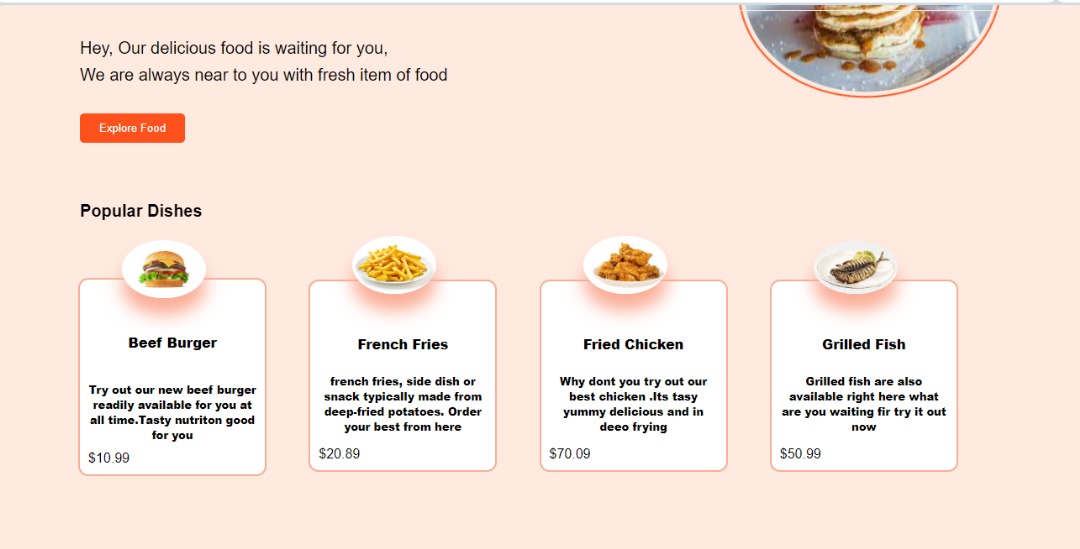 Hey, Our delicious food is waiting for you,
We are always near to you with fresh item of food
Explore Food
Popular Dishes
Beef Burger
Try out our new beef burger
readily available for you at
all time.Tasty nutriton good
for you
$10.99
French Fries
french fries, side dish or
snack typically made from
deep-fried potatoes. Order
your best from here
$20.89
Fried Chicken
Why dont you try out our
best chicken .Its tasy
yummy delicious and in
deeo frying
$70.09
Grilled Fish
Grilled fish are also
available right here what
are you waiting fir try it out
now
$50.99